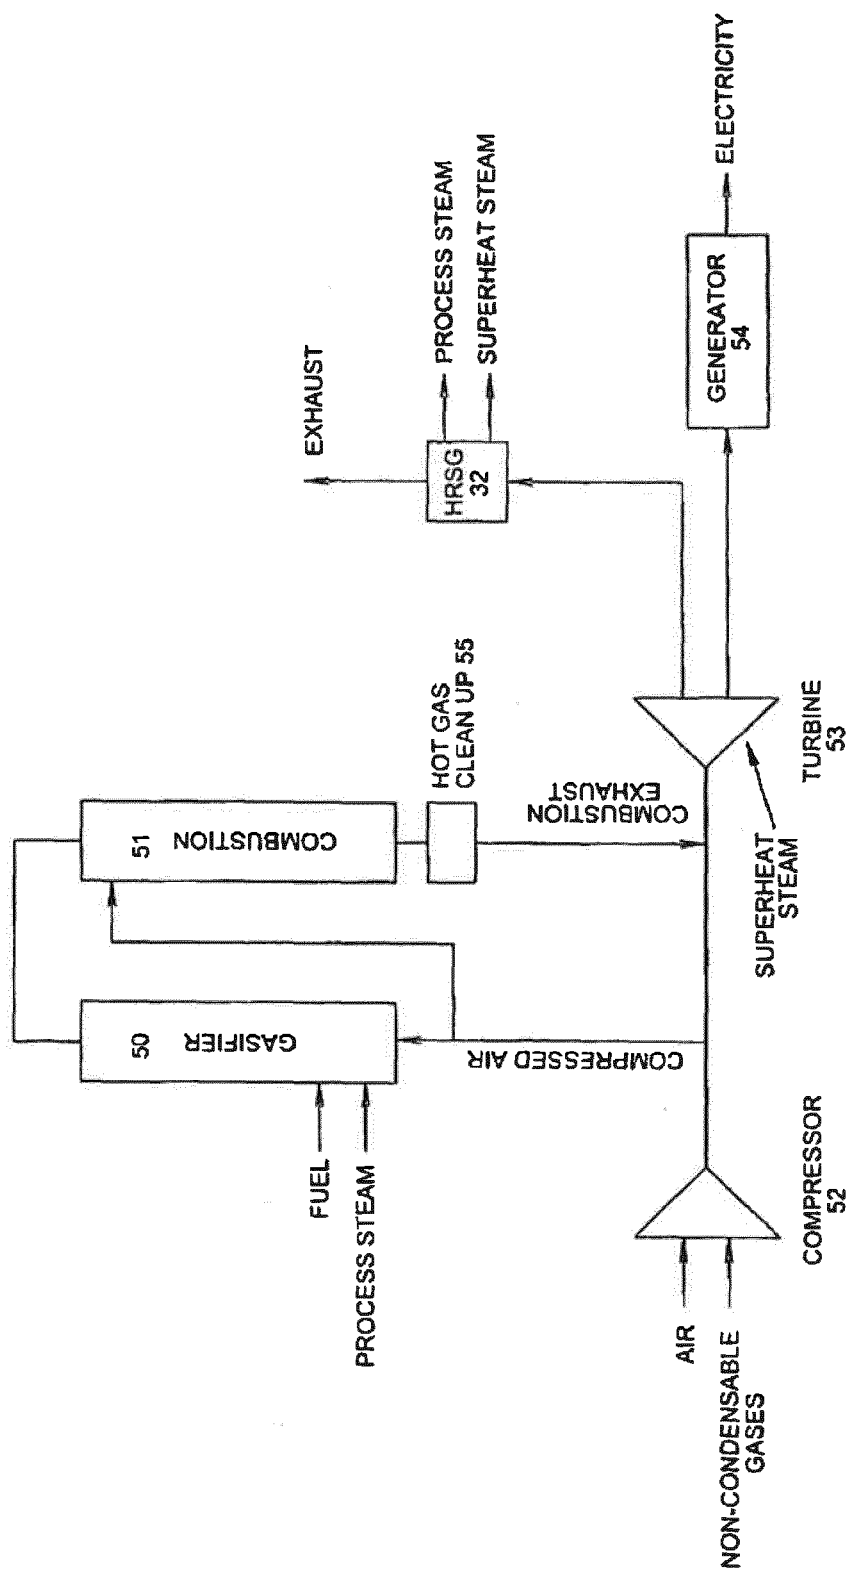 51
COMBUSTION
50
GASIFIER
HOT GAS
CLEAN UP 55
COMBUSTION
EXHAUST
COMPRESSED AIR
FUEL
PROCESS STEAM
EXHAUST
HRSG
32
PROCESS STEAM
SUPERHEAT STEAM
AIR
NON-CONDENSABLE
GASES
COMPRESSOR
52
SUPERHEAT
STEAM
TURBINE
53
GENERATOR
54
ELECTRICITY